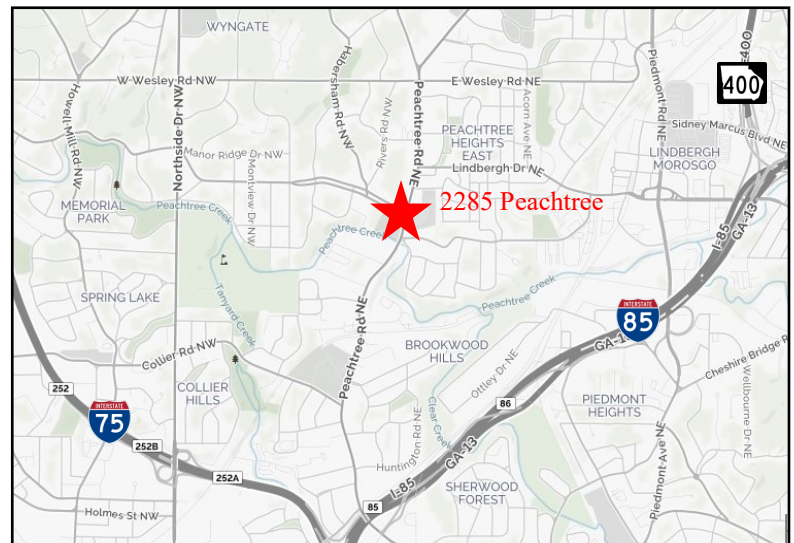 WYNGATE
Habersham Rd NW
400
W Wesley Rd NW
E Wesley Rd NE
400
Howell Mill Rd NW
Northside Dr NW
Rivers Rd NW
Peachtree Rd NE
Acorn Ave NE
Piedmont Rd NE
Sidney Marcus Blvd NE
PEACHTREE
HEIGHTS
EAST
Manor Ridge Dr NW
Montview Dr NW
Lindbergh Dr NE
LINDBERGH
MOROSGO
MEMORIAL
PARK
Peachtree Creek
2285 Peachtree
Peachtree Creek
I-85
GA-13
SPRING LAKE
Tanyard Creek
Peachtree Creek
INTERSTATE
85
Collier Rd NW
Peachtree Rd NE
BROOKWOOD
HILLS
GA-13
Cheshire Bridge R
Ottley Dr NE
Wellbourne Dr NE
252
COLLIER
HILLS
86
PIEDMONT
HEIGHTS
INTERSTATE
75
Clear Creek
252B
Huntington Rd NE
GA-13
Piedmont Ave NE
252A
I-85
SHERWOOD
FOREST
85
Holmes St NW